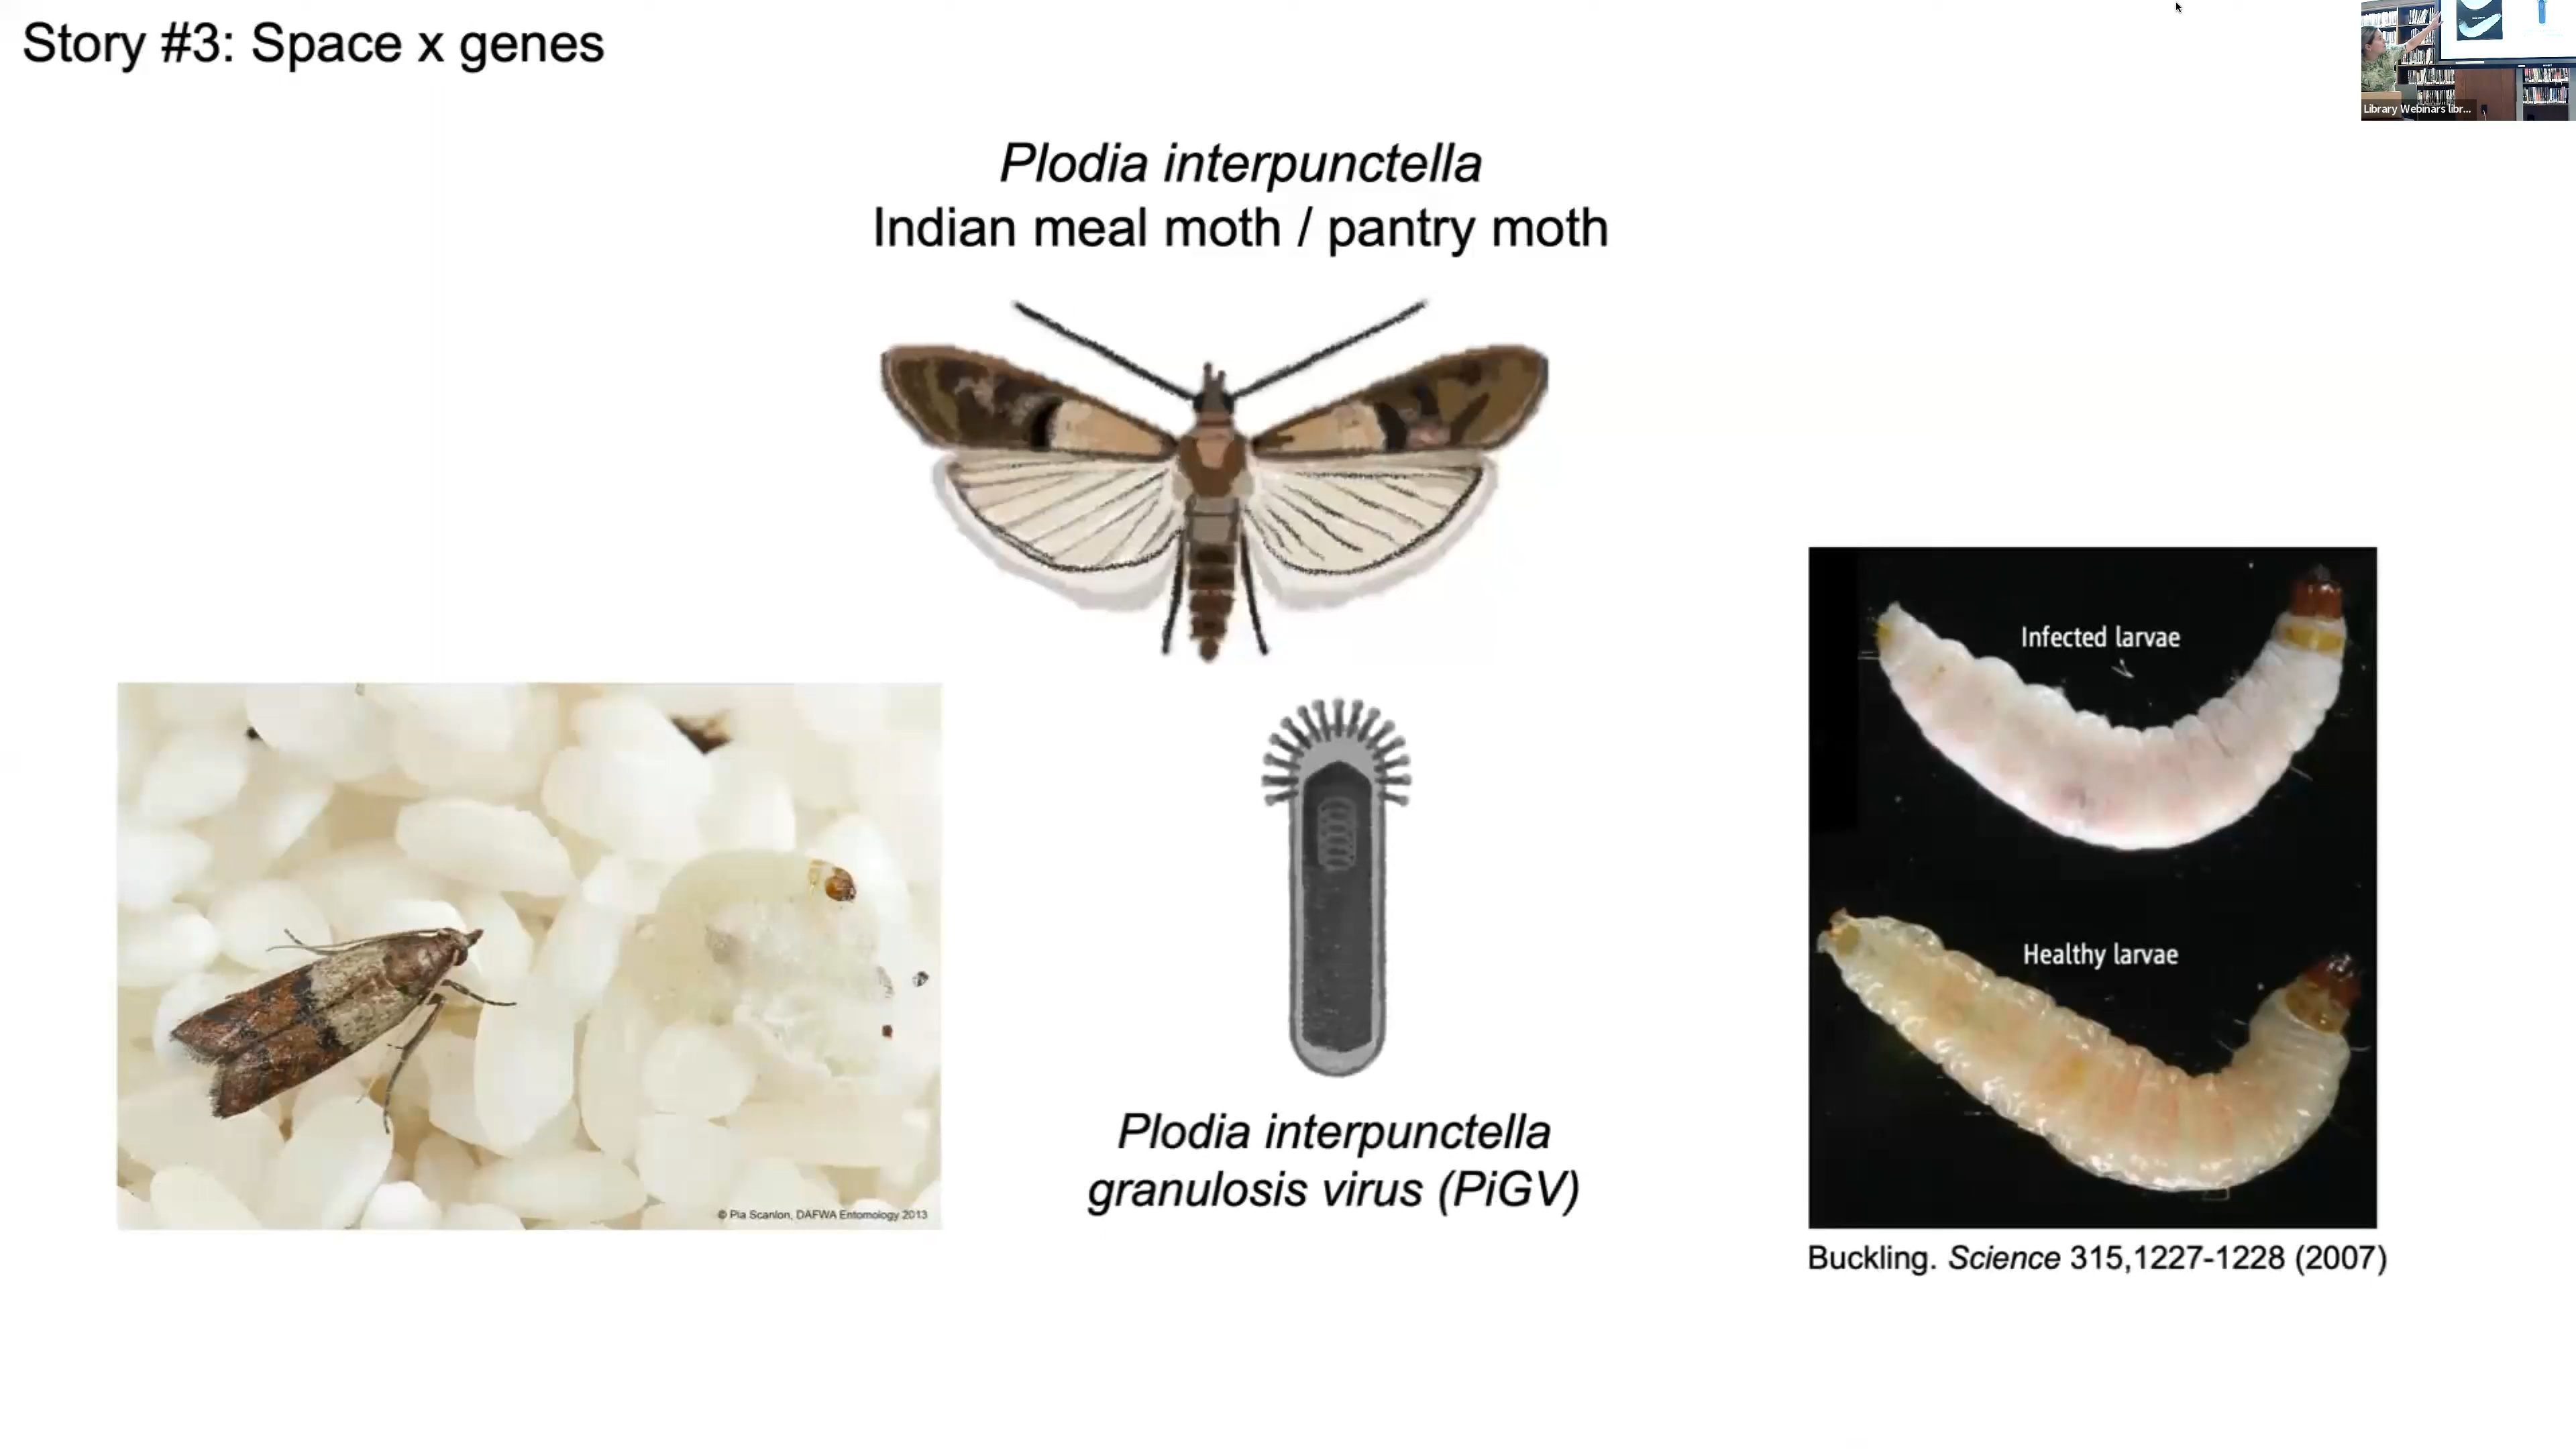 Story #3: Space x genes
Library Webinars libr...
Plodia interpunctella
Indian meal moth / pantry moth
Infected larvae
Healthy larvae
© Pia Scanlon, DAFWA Entomology 2013
Plodia interpunctella
granulosis virus (PiGV)
Buckling. Science 315,1227-1228 (2007)